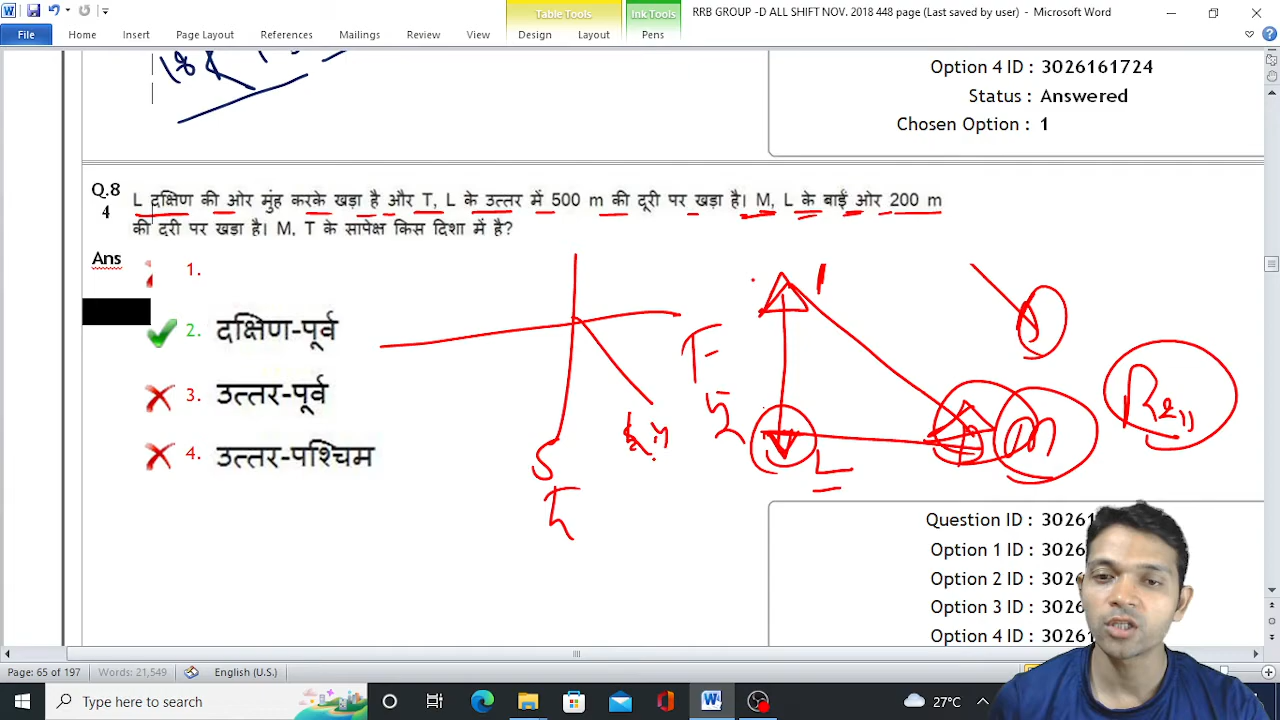 RRB GROUP -D ALL SHIFT NOV. 2018 448 page (Last saved by user) - Microsoft Word
Table Tools
Ink Tools
File Home Insert Page Layout References Mailings Review View Design Layout Pens
Option 4 ID : 3026161724
Status : Answered
Chosen Option : 1
Q.8 L दक्षिण की ओर मुंह करके खड़ा है और T, L के उत्तर में 500 m की दूरी पर खड़ा है। M, L के बाईं ओर 200 m
4 की दरी पर खड़ा है। M, T के सापेक्ष किस दिशा में है?
Ans
1.
2. दक्षिण-पूर्व
3. उत्तर-पूर्व
4. उत्तर-पश्चिम
S
L
m
Question ID : 30261
Option 1 ID : 3026
Option 2 ID : 3026
Option 3 ID : 3026
Option 4 ID : 3026
Page: 65 of 197 Words: 21,549 English (U.S.)
Type here to search
27°C